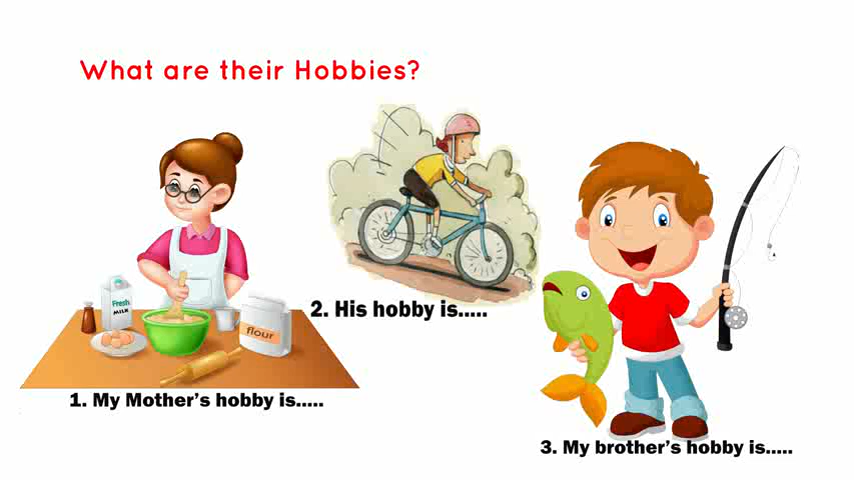 What are their Hobbies?
2. His hobby is.....
Fresh
MILK
flour
1. My Mother's hobby is.....
3. My brother's hobby is.....